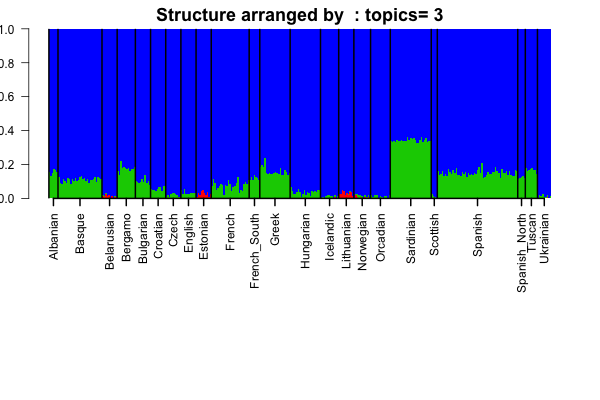 Structure arranged by : topics= 3
1.0
0.8
0.6
0.4
0.2
0.0
Albanian
Basque
Belarusian
Bergamo
Bulgarian
Croatian
Czech
English
Estonian
French
French_South
Greek
Hungarian
Icelandic
Lithuanian
Norwegian
Orcadian
Sardinian
Scottish
Spanish
Spanish_North
Tuscan
Ukrainian